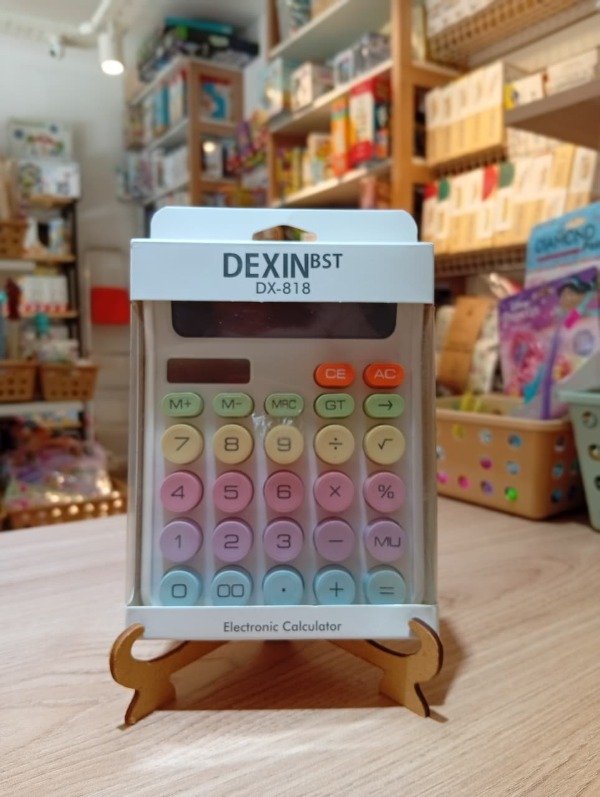 DEXINBST
DX-818
CE AC
M+ M- MRC GT →
7 8 9 ÷ √
4 5 6 × %
1 2 3 − MU
0 00 . + =
Electronic Calculator
DIAMOND